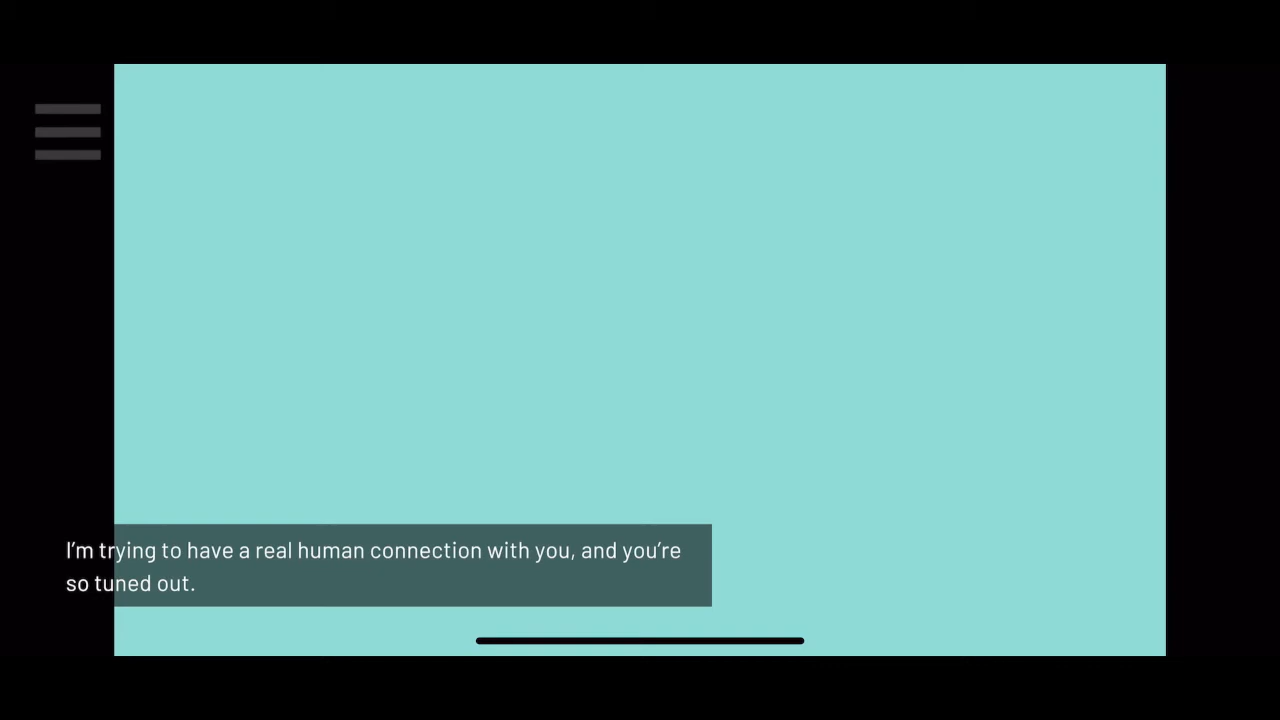 I’m trying to have a real human connection with you, and you’re
so tuned out.